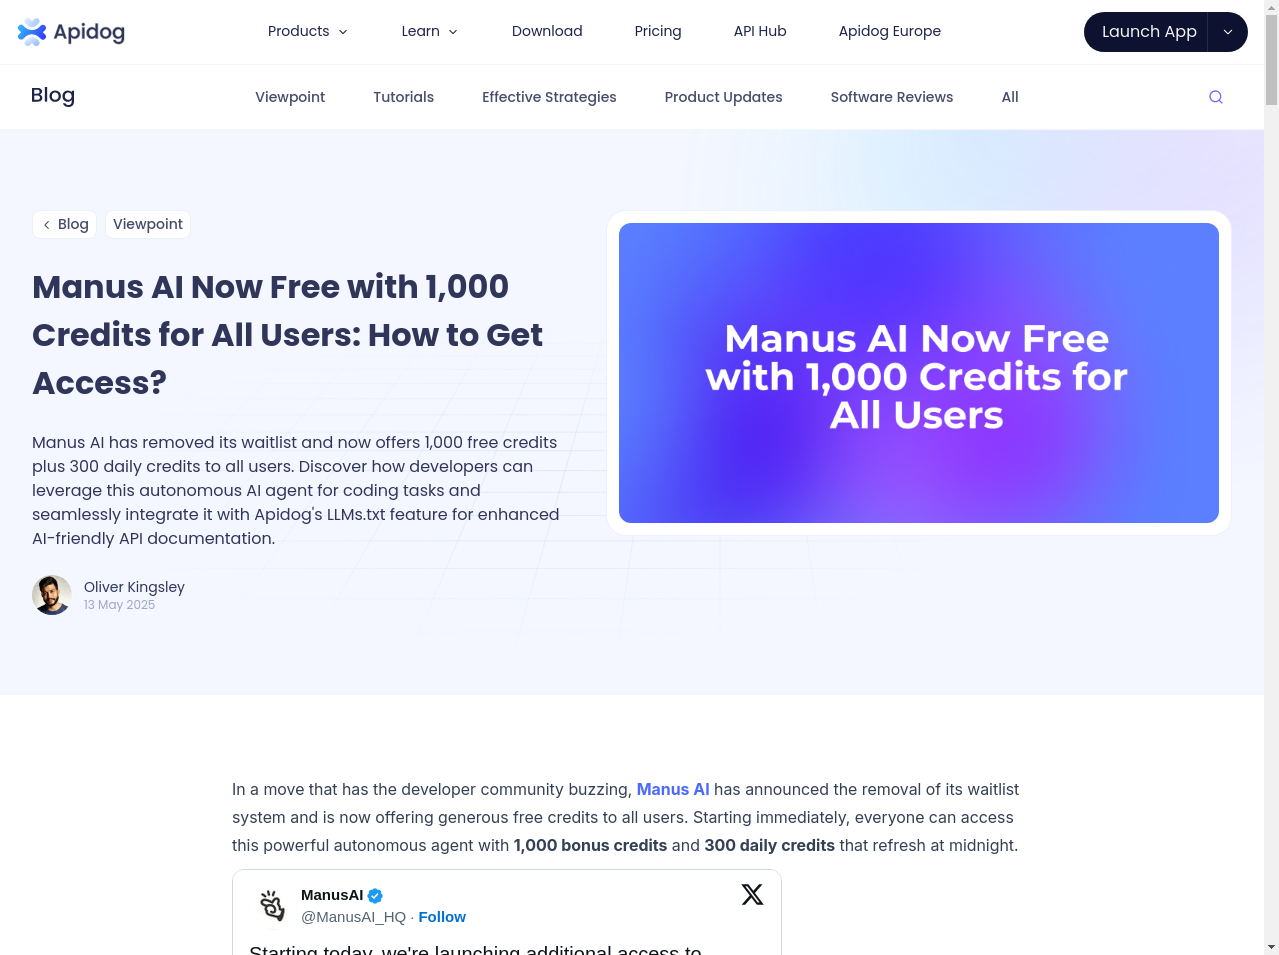 Apidog
Products
Learn
Download
Pricing
API Hub
Apidog Europe
Launch App
Blog
Viewpoint
Tutorials
Effective Strategies
Product Updates
Software Reviews
All
Blog
Viewpoint
Manus AI Now Free with 1,000
Credits for All Users: How to Get
Access?
Manus AI has removed its waitlist and now offers 1,000 free credits
plus 300 daily credits to all users. Discover how developers can
leverage this autonomous AI agent for coding tasks and
seamlessly integrate it with Apidog's LLMs.txt feature for enhanced
AI-friendly API documentation.
Oliver Kingsley
13 May 2025
Manus AI Now Free
with 1,000 Credits for
All Users
In a move that has the developer community buzzing, Manus AI has announced the removal of its waitlist
system and is now offering generous free credits to all users. Starting immediately, everyone can access
this powerful autonomous agent with 1,000 bonus credits and 300 daily credits that refresh at midnight.
ManusAI
@ManusAI_HQ · Follow
Starting today, we're launching additional access to